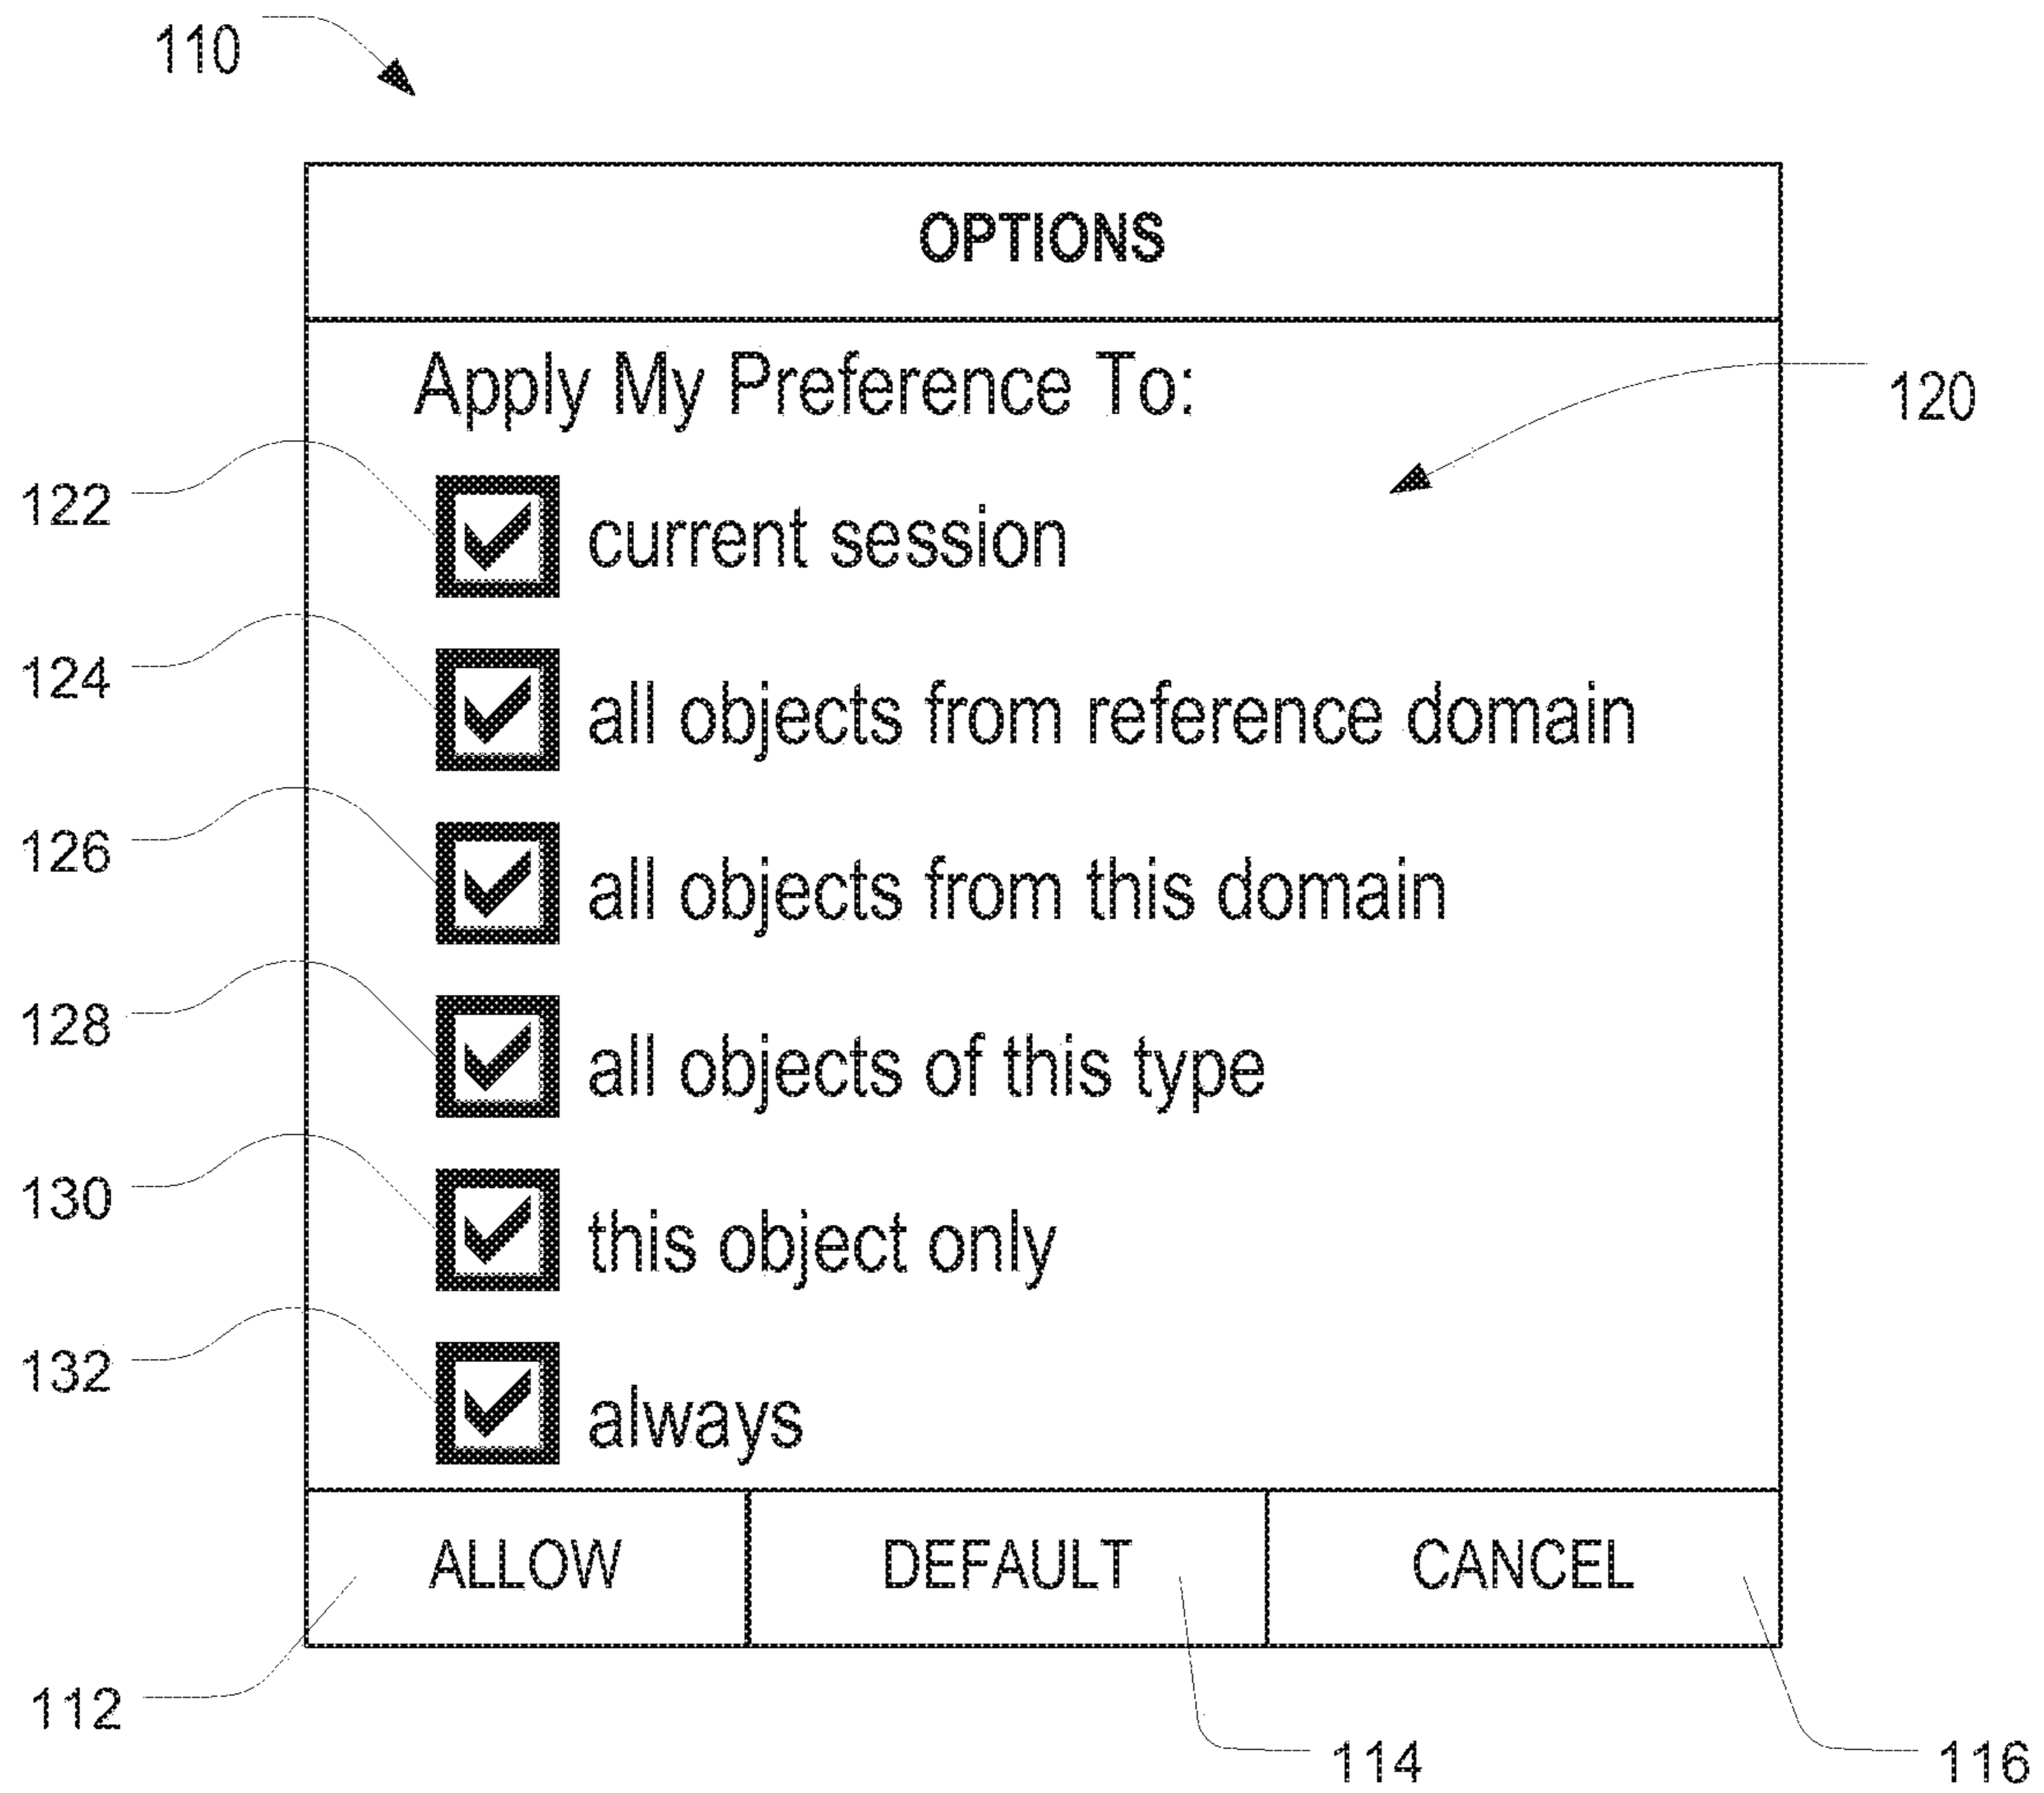 110
OPTIONS
Apply My Preference To:
120
122
current session
124
all objects from reference domain
126
all objects from this domain
128
all objects of this type
130
this object only
132
always
ALLOW
DEFAULT
CANCEL
112
114
116